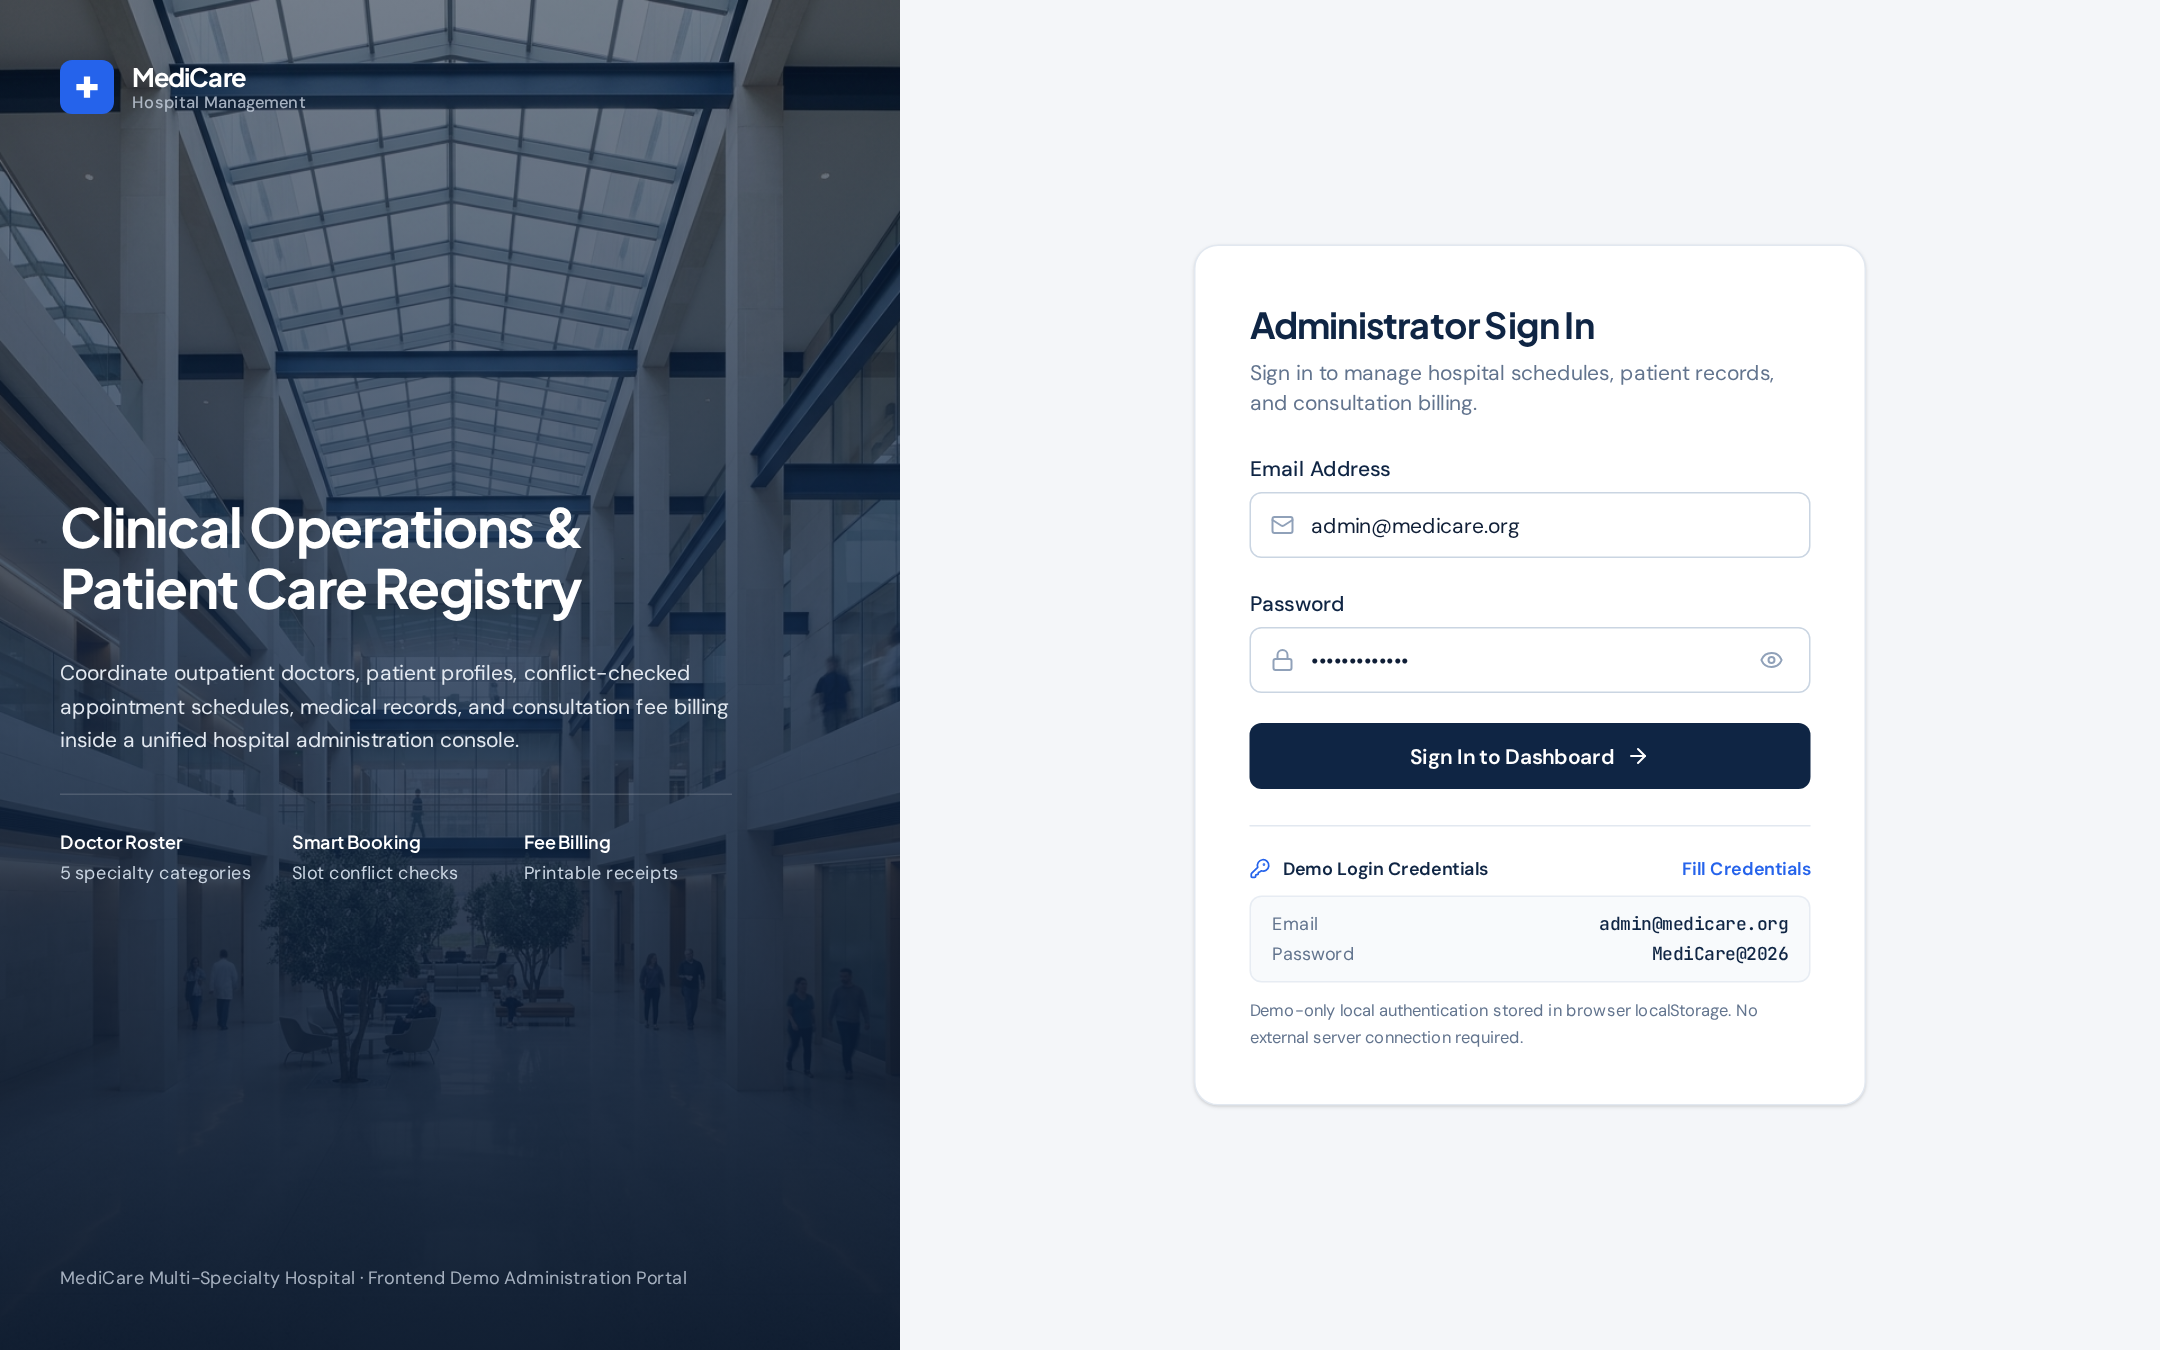 MediCare
Hospital Management
Clinical Operations &
Patient Care Registry
Coordinate outpatient doctors, patient profiles, conflict-checked
appointment schedules, medical records, and consultation fee billing
inside a unified hospital administration console.
Doctor Roster
5 specialty categories
Smart Booking
Slot conflict checks
Fee Billing
Printable receipts
MediCare Multi-Specialty Hospital · Frontend Demo Administration Portal
Administrator Sign In
Sign in to manage hospital schedules, patient records,
and consultation billing.
Email Address
admin@medicare.org
Password
•••••••••••••
Sign In to Dashboard →
Demo Login Credentials
Fill Credentials
Email admin@medicare.org
Password MediCare@2026
Demo-only local authentication stored in browser localStorage. No
external server connection required.